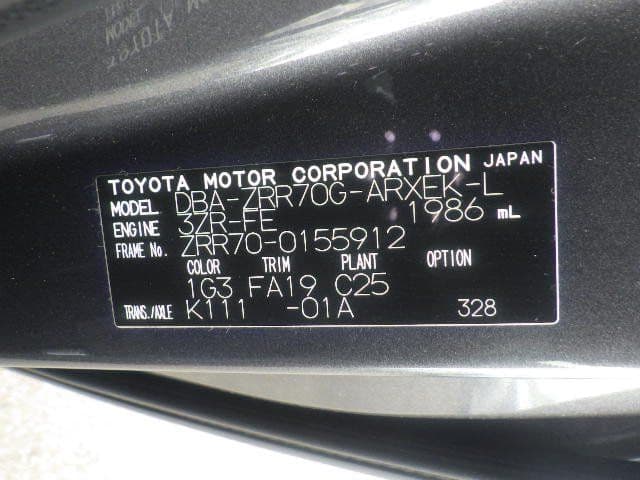 TOYOTA MOTOR CORPORATION JAPAN
MODEL DBA-ZRR70G-ARXEK-L
ENGINE 3ZR-FE 1986 mL
FRAME No. ZRR70-0155912
COLOR TRIM PLANT OPTION
1G3 FA19 C25
TRANS./AXLE K111 -01A 328